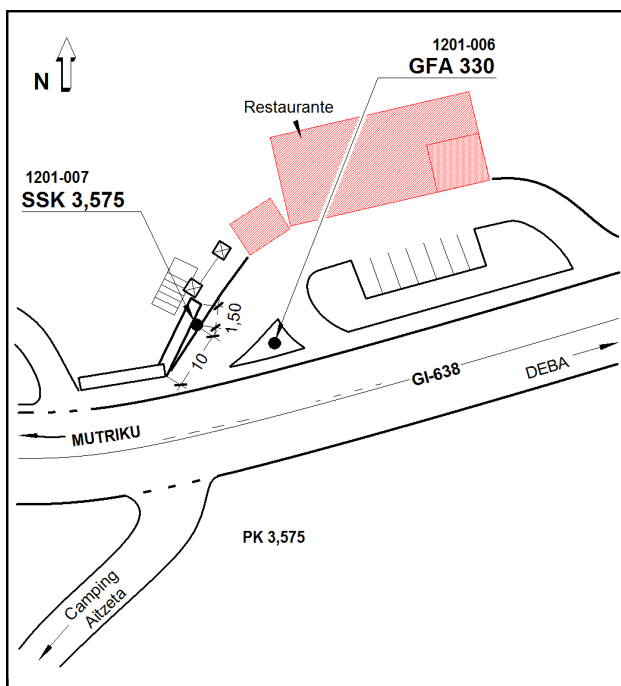 1201-006
GFA 330
N
Restaurante
1201-007
SSK 3,575
1,50
10
GI-638
DEBA
MUTRIKU
PK 3,575
Camping
Aitzeta